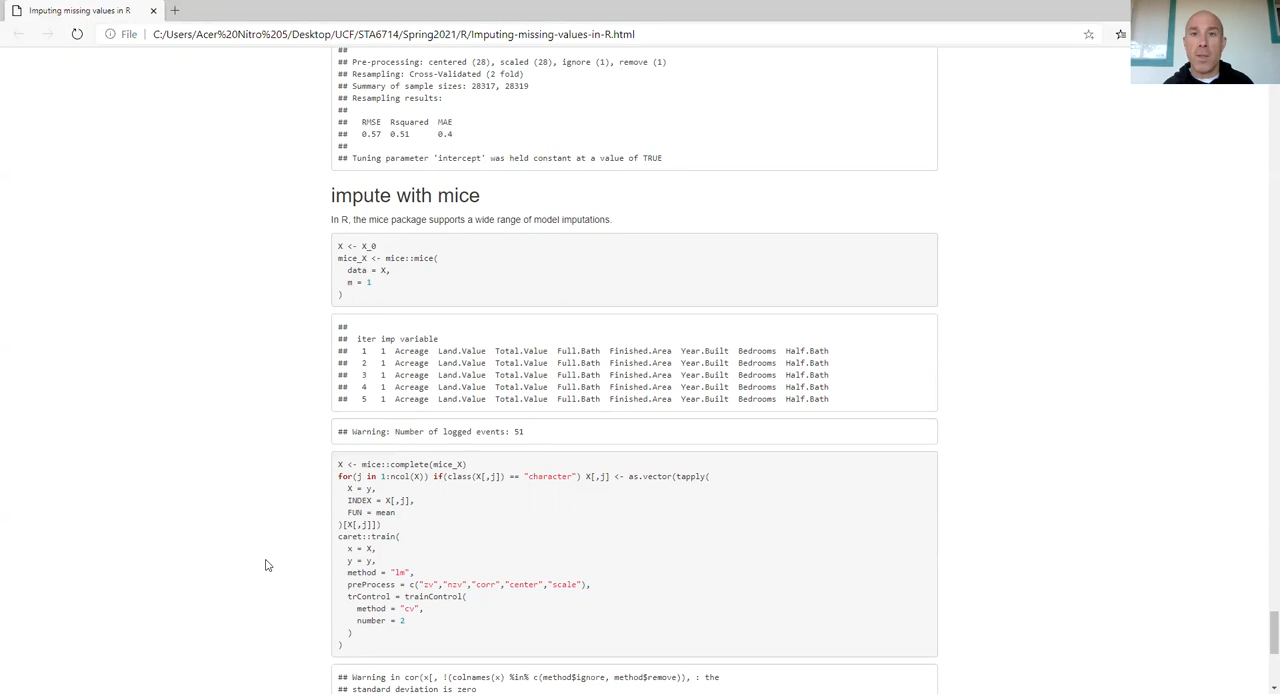 Imputing missing values in R
File
C:/Users/Acer%20Nitro%205/Desktop/UCF/STA6714/Spring2021/R/Imputing-missing-values-in-R.html
##
## Pre-processing: centered (28), scaled (28), ignore (1), remove (1)
## Resampling: Cross-Validated (2 fold)
## Summary of sample sizes: 28317, 28319
## Resampling results:
##
##   RMSE  Rsquared  MAE
##   0.57  0.51      0.4
##
## Tuning parameter 'intercept' was held constant at a value of TRUE
impute with mice
In R, the mice package supports a wide range of model imputations.
X <- X_0
mice_X <- mice::mice(
  data = X,
  m = 1
)
##
##  iter imp variable
##   1   1  Acreage  Land.Value  Total.Value  Full.Bath  Finished.Area  Year.Built  Bedrooms  Half.Bath
##   2   1  Acreage  Land.Value  Total.Value  Full.Bath  Finished.Area  Year.Built  Bedrooms  Half.Bath
##   3   1  Acreage  Land.Value  Total.Value  Full.Bath  Finished.Area  Year.Built  Bedrooms  Half.Bath
##   4   1  Acreage  Land.Value  Total.Value  Full.Bath  Finished.Area  Year.Built  Bedrooms  Half.Bath
##   5   1  Acreage  Land.Value  Total.Value  Full.Bath  Finished.Area  Year.Built  Bedrooms  Half.Bath
## Warning: Number of logged events: 51
X <- mice::complete(mice_X)
for(j in 1:ncol(X)) if(class(X[,j]) == "character") X[,j] <- as.vector(tapply(
  X = y,
  INDEX = X[,j],
  FUN = mean
)[X[,j]])
caret::train(
  x = X,
  y = y,
  method = "lm",
  preProcess = c("zv","nzv","corr","center","scale"),
  trControl = trainControl(
    method = "cv",
    number = 2
  )
)
## Warning in cor(x[, !(colnames(x) %in% c(method$ignore, method$remove)), : the
## standard deviation is zero